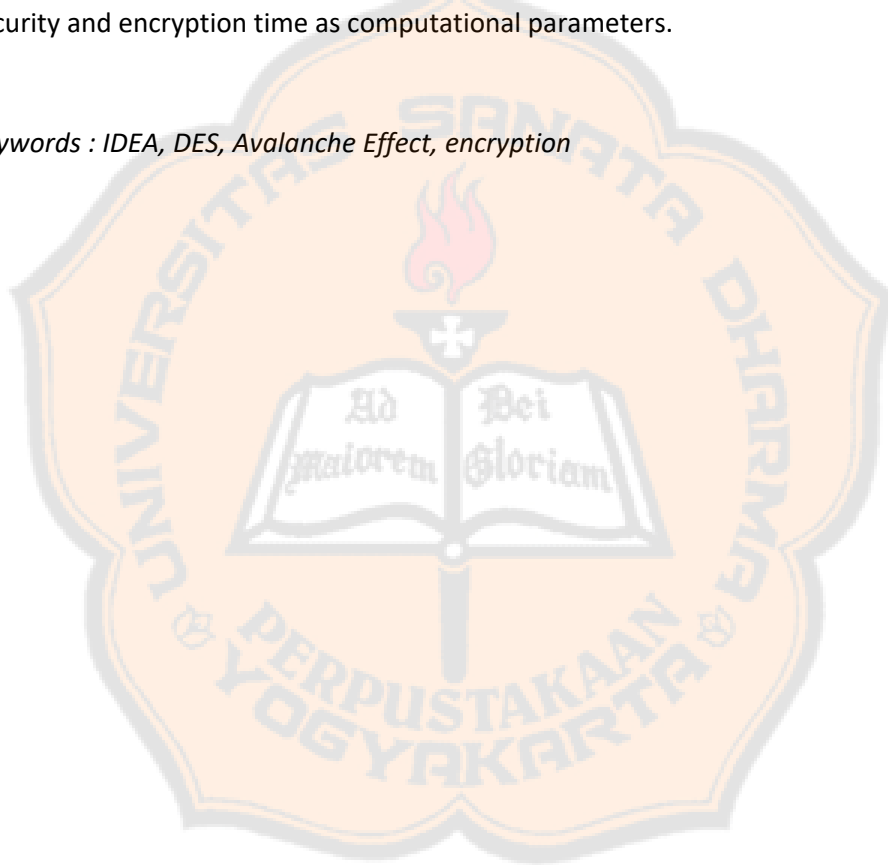 curity and encryption time as computational parameters.
ywords : IDEA, DES, Avalanche Effect, encryption
UNIVERSITAS SANATA DHARMA
Ad Dei
Maiorem Gloriam
PERPUSTAKAAN
YOGYAKARTA